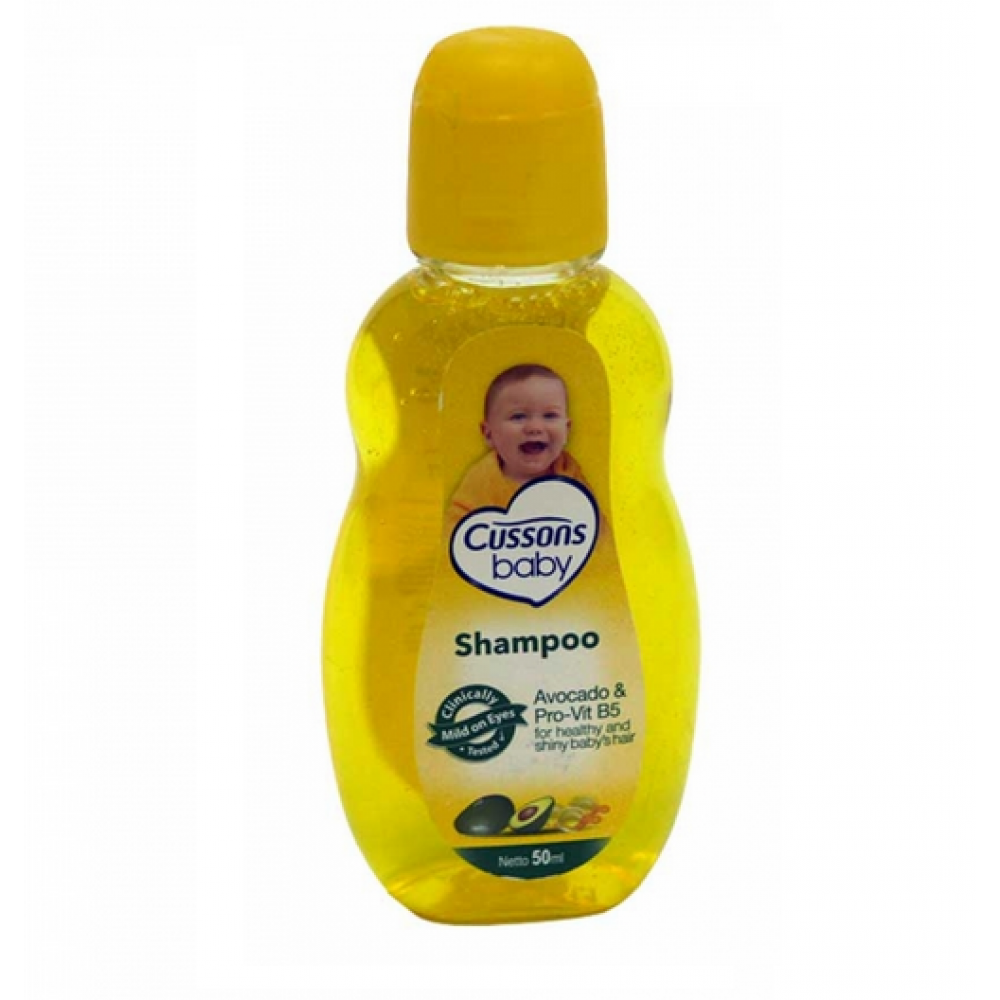 Cussons
baby
Shampoo
Clinically
Mild on Eyes
• Tested √
Avocado &
Pro-Vit B5
for healthy and
shiny baby's hair
Netto 50ml